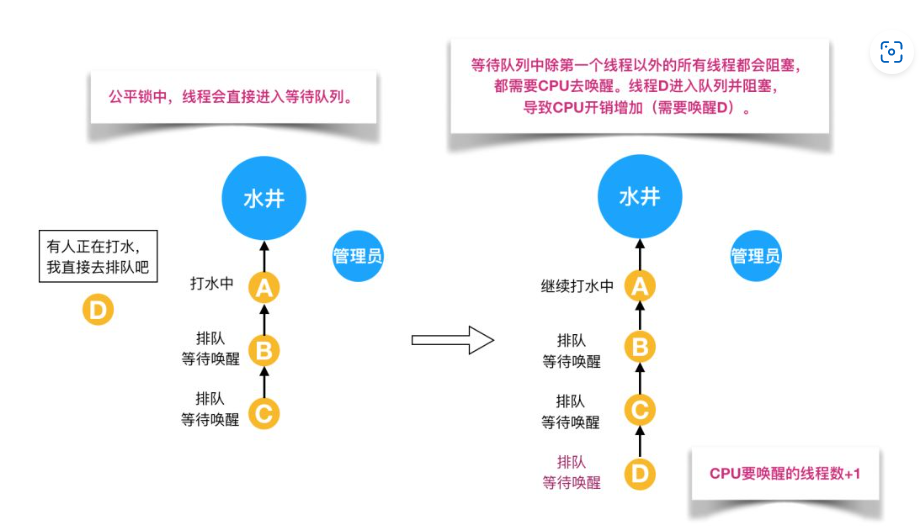 公平锁中，线程会直接进入等待队列。
等待队列中除第一个线程以外的所有线程都会阻塞，
都需要CPU去唤醒。线程D进入队列并阻塞，
导致CPU开销增加（需要唤醒D）。
水井
有人正在打水，
我直接去排队吧
D
管理员
打水中
A
排队
等待唤醒
B
排队
等待唤醒
C
水井
管理员
继续打水中
A
排队
等待唤醒
B
排队
等待唤醒
C
排队
等待唤醒
D
CPU要唤醒的线程数+1